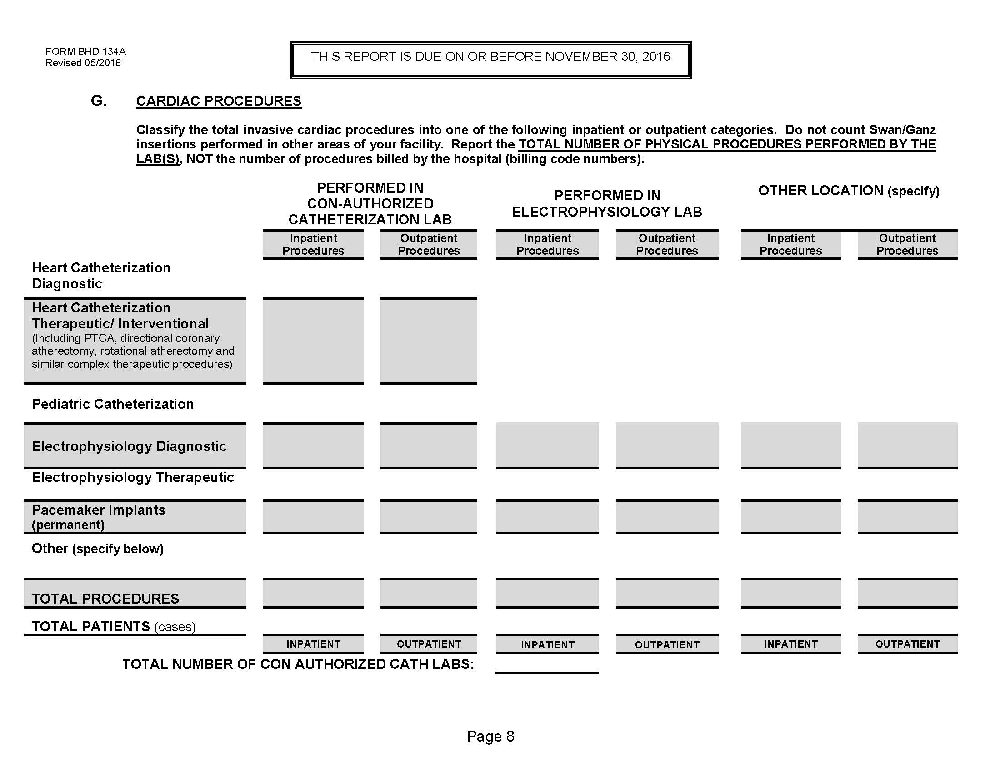 FORM BHD 134A
Revised 05/2016
THIS REPORT IS DUE ON OR BEFORE NOVEMBER 30, 2016
G. CARDIAC PROCEDURES
Classify the total invasive cardiac procedures into one of the following inpatient or outpatient categories. Do not count Swan/Ganz
insertions performed in other areas of your facility. Report the TOTAL NUMBER OF PHYSICAL PROCEDURES PERFORMED BY THE
LAB(S), NOT the number of procedures billed by the hospital (billing code numbers).
PERFORMED IN
CON-AUTHORIZED
CATHETERIZATION LAB
PERFORMED IN
ELECTROPHYSIOLOGY LAB
OTHER LOCATION (specify)
Inpatient
Procedures
Outpatient
Procedures
Inpatient
Procedures
Outpatient
Procedures
Inpatient
Procedures
Outpatient
Procedures
Heart Catheterization
Diagnostic
Heart Catheterization
Therapeutic/ Interventional
(Including PTCA, directional coronary
atherectomy, rotational atherectomy and
similar complex therapeutic procedures)
Pediatric Catheterization
Electrophysiology Diagnostic
Electrophysiology Therapeutic
Pacemaker Implants
(permanent)
Other (specify below)
TOTAL PROCEDURES
TOTAL PATIENTS (cases)
INPATIENT OUTPATIENT INPATIENT OUTPATIENT INPATIENT OUTPATIENT
TOTAL NUMBER OF CON AUTHORIZED CATH LABS:
Page 8